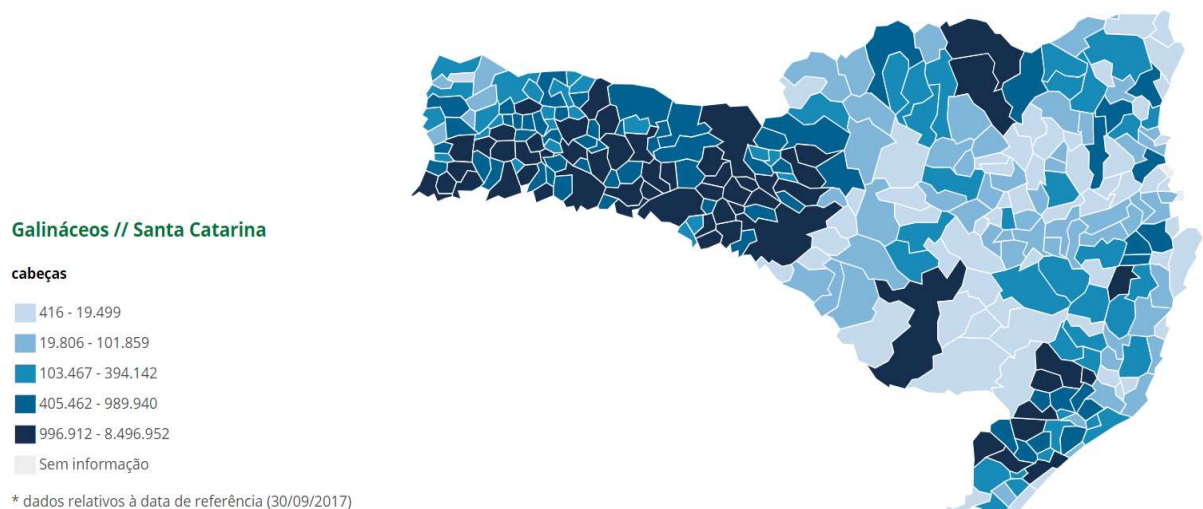 Galináceos // Santa Catarina
cabeças
416 - 19.499
19.806 - 101.859
103.467 - 394.142
405.462 - 989.940
996.912 - 8.496.952
Sem informação
* dados relativos à data de referência (30/09/2017)